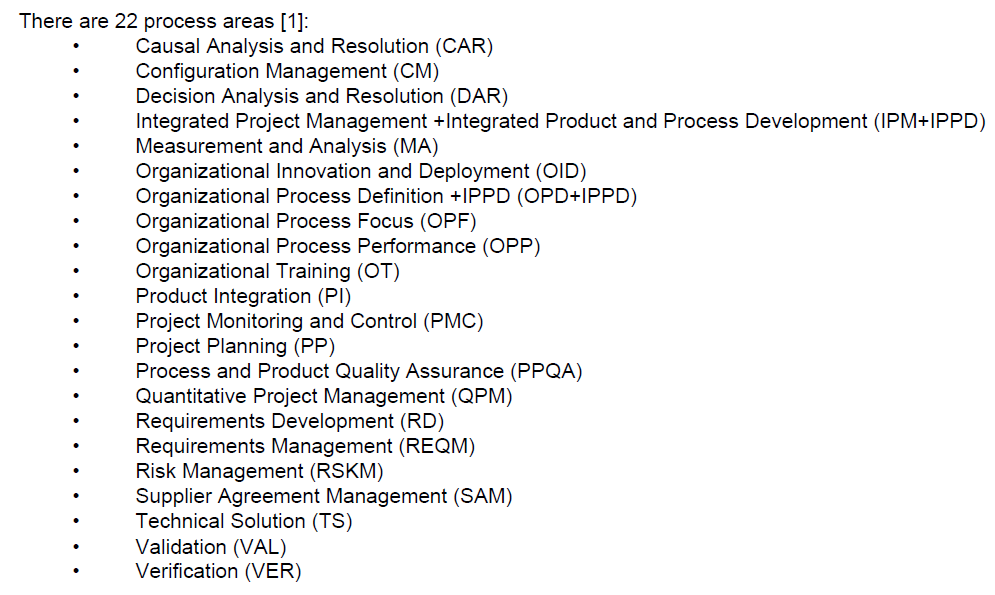 There are 22 process areas [1]:
• Causal Analysis and Resolution (CAR)
• Configuration Management (CM)
• Decision Analysis and Resolution (DAR)
• Integrated Project Management +Integrated Product and Process Development (IPM+IPPD)
• Measurement and Analysis (MA)
• Organizational Innovation and Deployment (OID)
• Organizational Process Definition +IPPD (OPD+IPPD)
• Organizational Process Focus (OPF)
• Organizational Process Performance (OPP)
• Organizational Training (OT)
• Product Integration (PI)
• Project Monitoring and Control (PMC)
• Project Planning (PP)
• Process and Product Quality Assurance (PPQA)
• Quantitative Project Management (QPM)
• Requirements Development (RD)
• Requirements Management (REQM)
• Risk Management (RSKM)
• Supplier Agreement Management (SAM)
• Technical Solution (TS)
• Validation (VAL)
• Verification (VER)